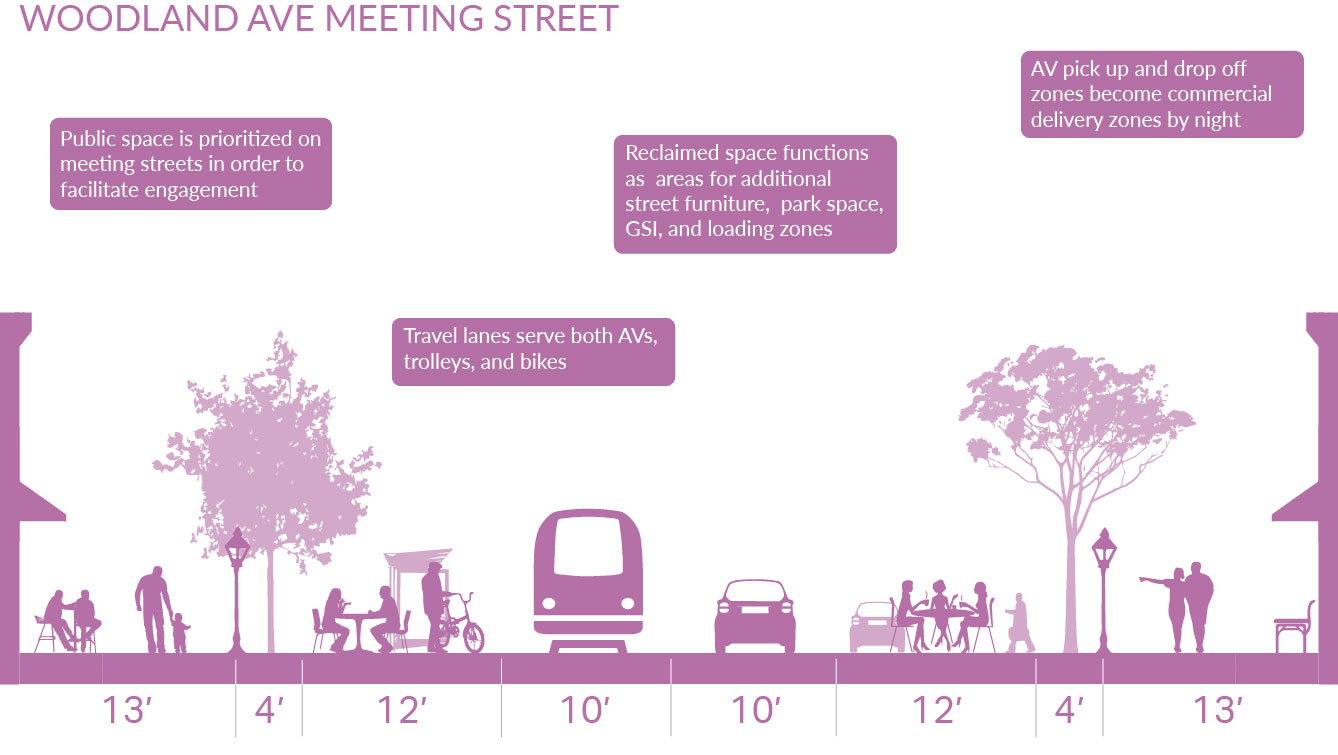 WOODLAND AVE MEETING STREET
AV pick up and drop off
zones become commercial
delivery zones by night
Public space is prioritized on
meeting streets in order to
facilitate engagement
Reclaimed space functions
as areas for additional
street furniture, park space,
GSI, and loading zones
Travel lanes serve both AVs,
trolleys, and bikes
13′ 4′ 12′ 10′ 10′ 12′ 4′ 13′